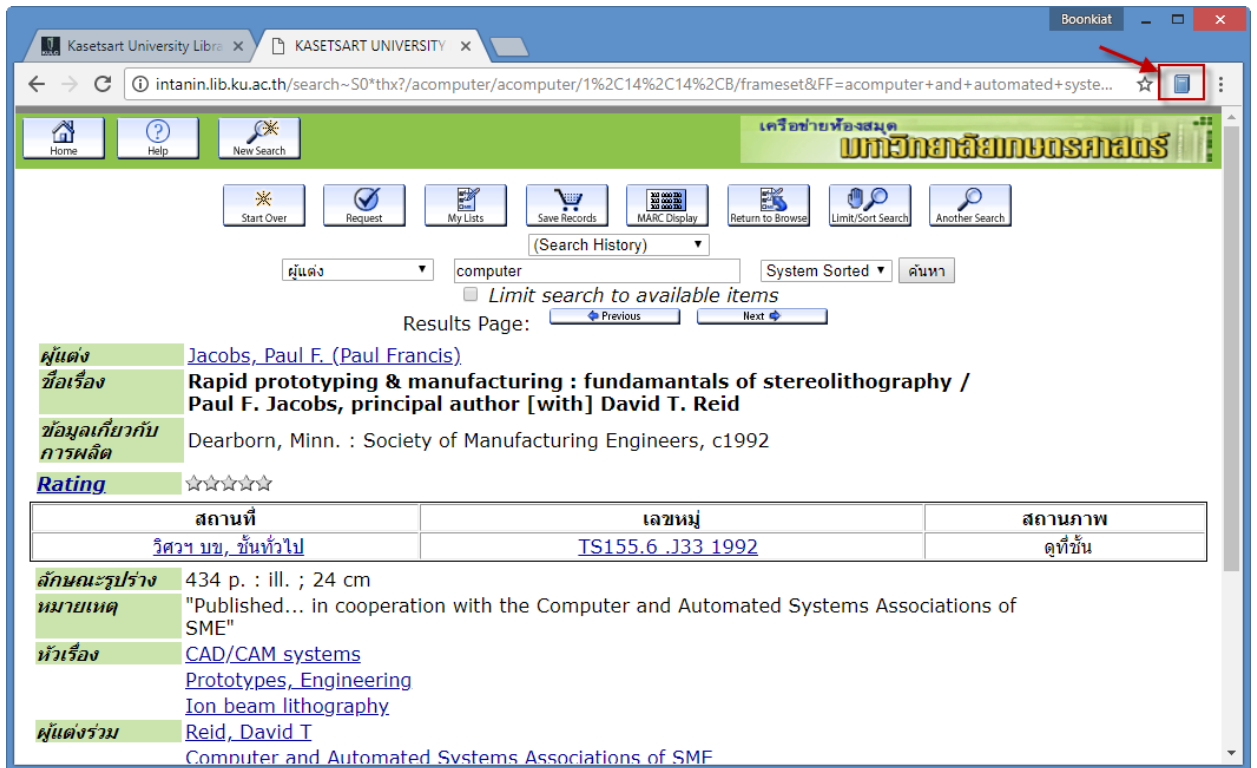 Boonkiat
Kasetsart University Libra
KASETSART UNIVERSITY
intanin.lib.ku.ac.th/search~S0*thx?/acomputer/acomputer/1%2C14%2C14%2CB/frameset&FF=acomputer+and+automated+syste...
Home
Help
New Search
เครือข่ายห้องสมุด
มหาวิทยาลัยเกษตรศาสตร์
Start Over
Request
My Lists
Save Records
MARC Display
Return to Browse
Limit/Sort Search
Another Search
(Search History)
ผู้แต่ง computer System Sorted ค้นหา
Limit search to available items
Results Page: Previous Next
ผู้แต่ง Jacobs, Paul F. (Paul Francis)
ชื่อเรื่อง Rapid prototyping & manufacturing : fundamantals of stereolithography /
Paul F. Jacobs, principal author [with] David T. Reid
ข้อมูลเกี่ยวกับ
การผลิต Dearborn, Minn. : Society of Manufacturing Engineers, c1992
Rating
สถานที่ เลขหมู่ สถานภาพ
วิศวฯ บข, ชั้นทั่วไป TS155.6 .J33 1992 ดูที่ชั้น
ลักษณะรูปร่าง 434 p. : ill. ; 24 cm
หมายเหตุ "Published... in cooperation with the Computer and Automated Systems Associations of
SME"
หัวเรื่อง CAD/CAM systems
Prototypes, Engineering
Ion beam lithography
ผู้แต่งร่วม Reid, David T
Computer and Automated Systems Associations of SME